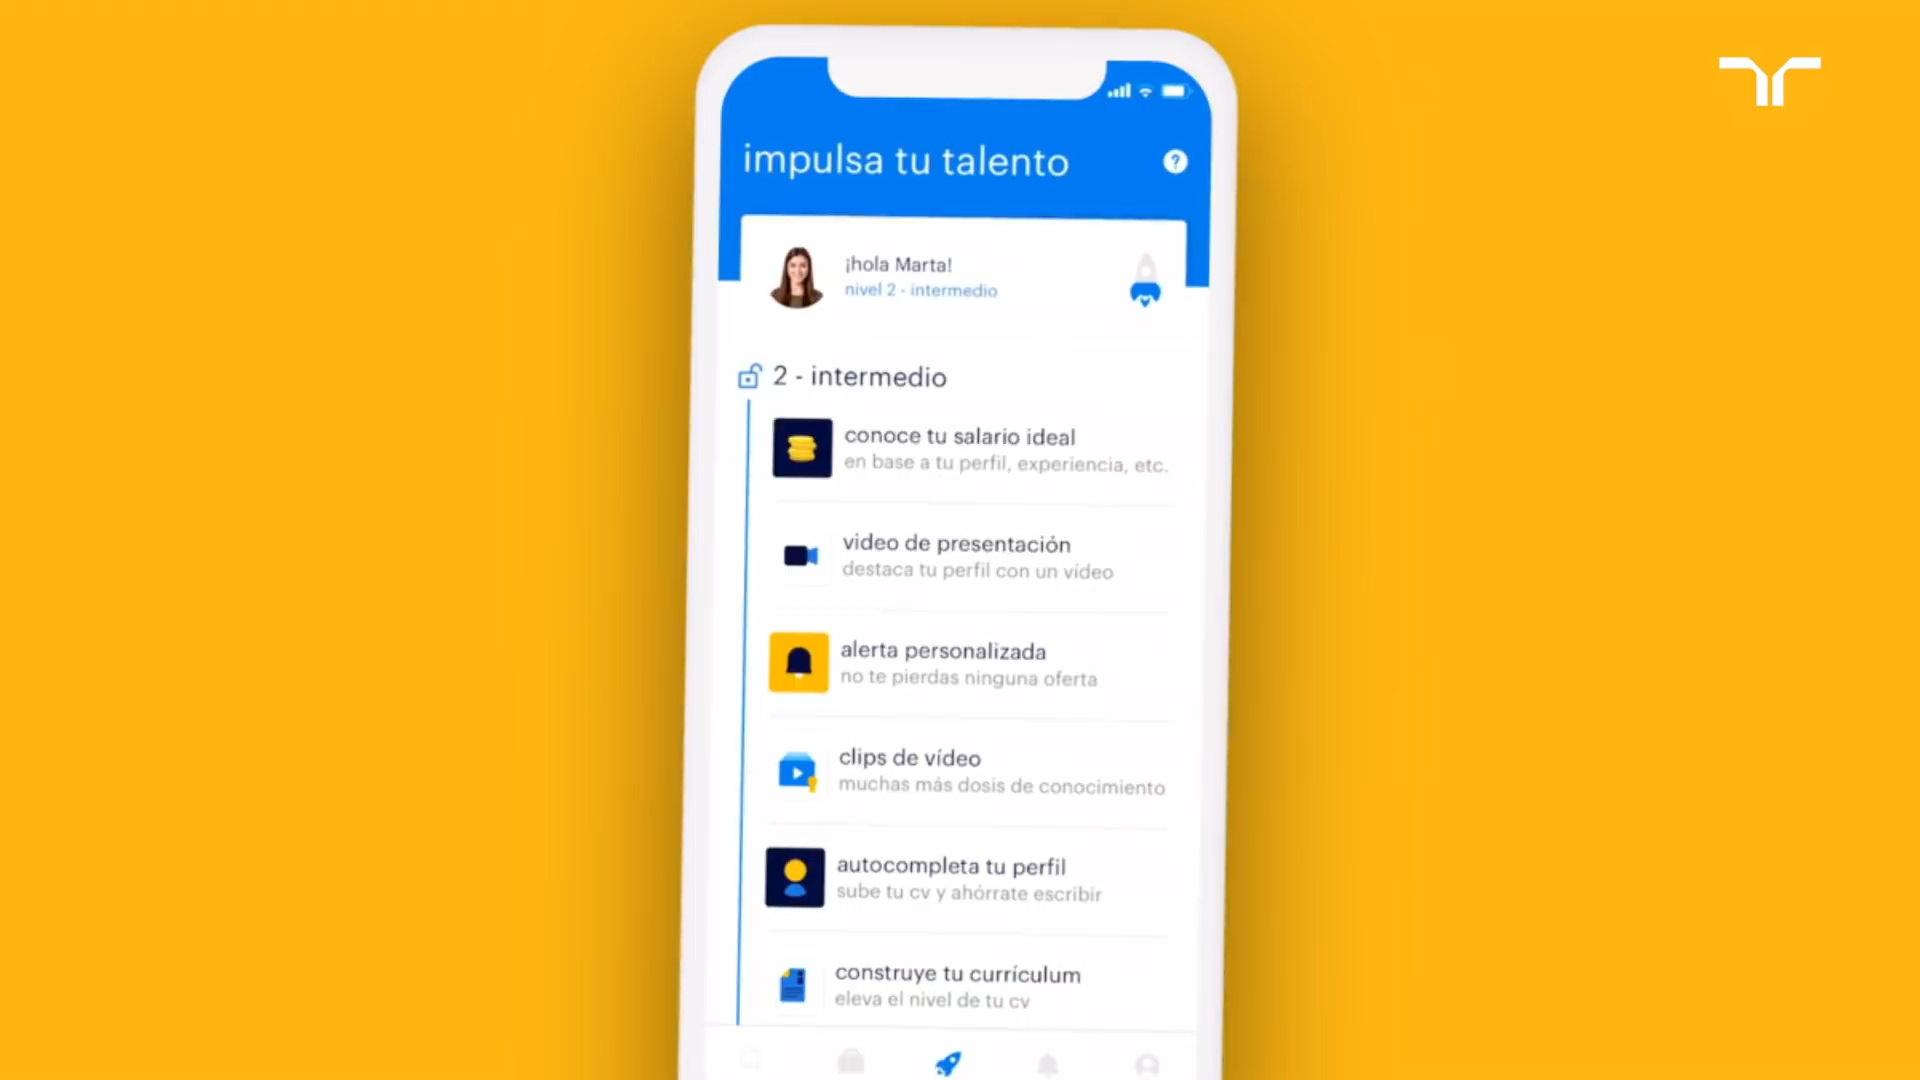 impulsa tu talento
?
¡hola Marta!
nivel 2 - intermedio
2 - intermedio
conoce tu salario ideal
en base a tu perfil, experiencia, etc.
video de presentación
destaca tu perfil con un vídeo
alerta personalizada
no te pierdas ninguna oferta
clips de vídeo
muchas más dosis de conocimiento
autocompleta tu perfil
sube tu cv y ahórrate escribir
construye tu currículum
eleva el nivel de tu cv